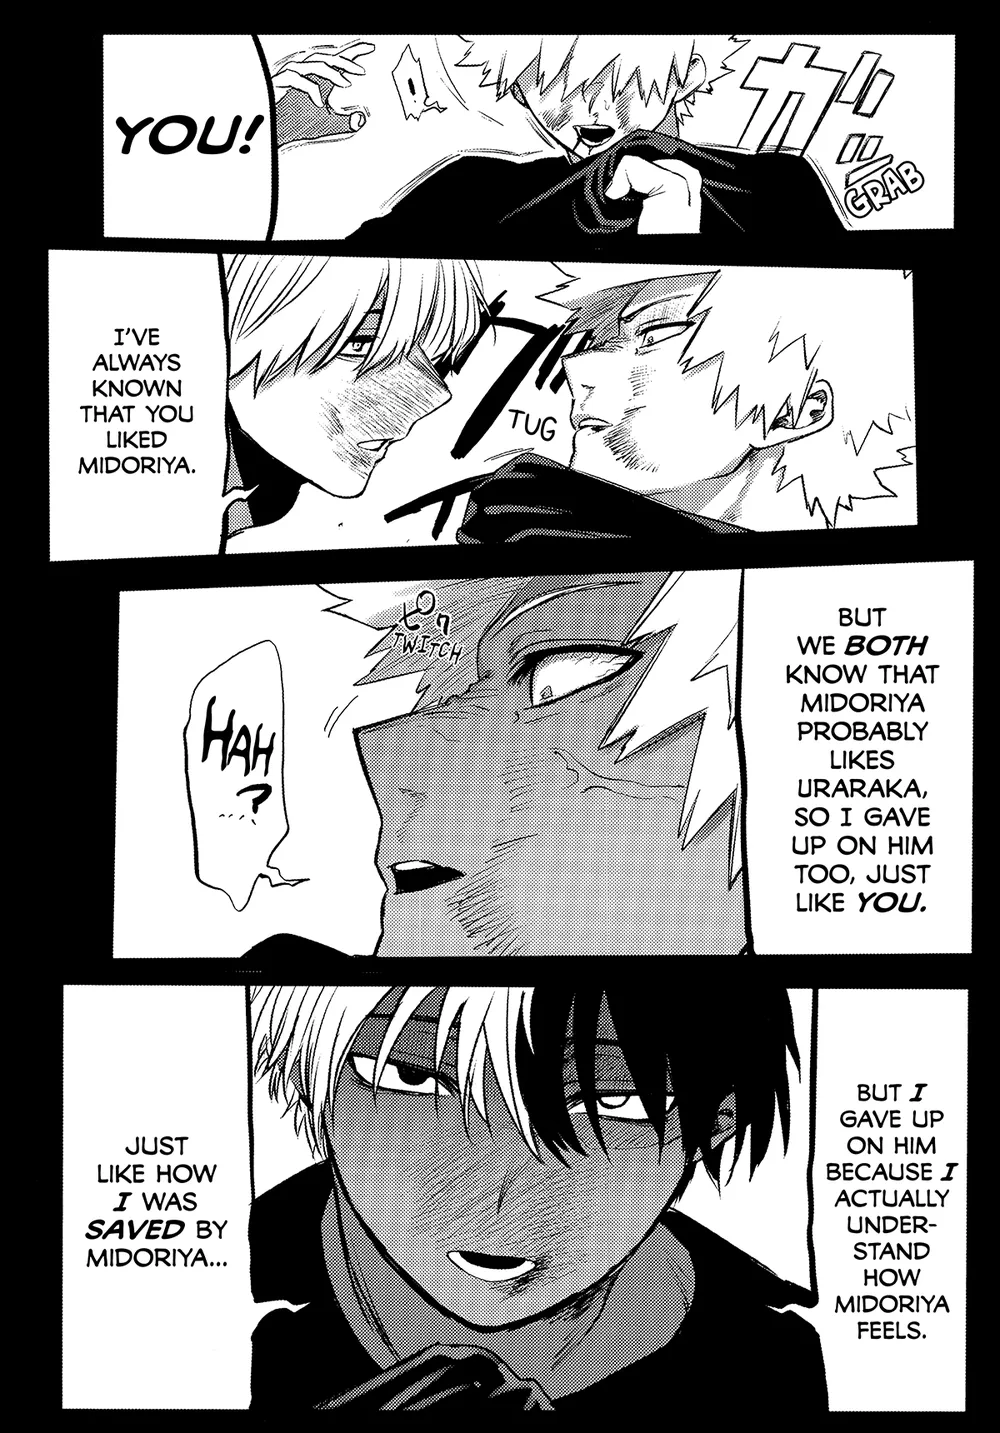 ガッ
GRAB
!
YOU!
TUG
I'VE
ALWAYS
KNOWN
THAT YOU
LIKED
MIDORIYA.
BUT
WE BOTH
KNOW THAT
MIDORIYA
PROBABLY
LIKES
URARAKA,
SO I GAVE
UP ON HIM
TOO, JUST
LIKE YOU.
ピク
TWITCH
HAH
?
.....
BUT I
GAVE UP
ON HIM
BECAUSE I
ACTUALLY
UNDER-
STAND
HOW
MIDORIYA
FEELS.
JUST
LIKE HOW
I WAS
SAVED BY
MIDORIYA...